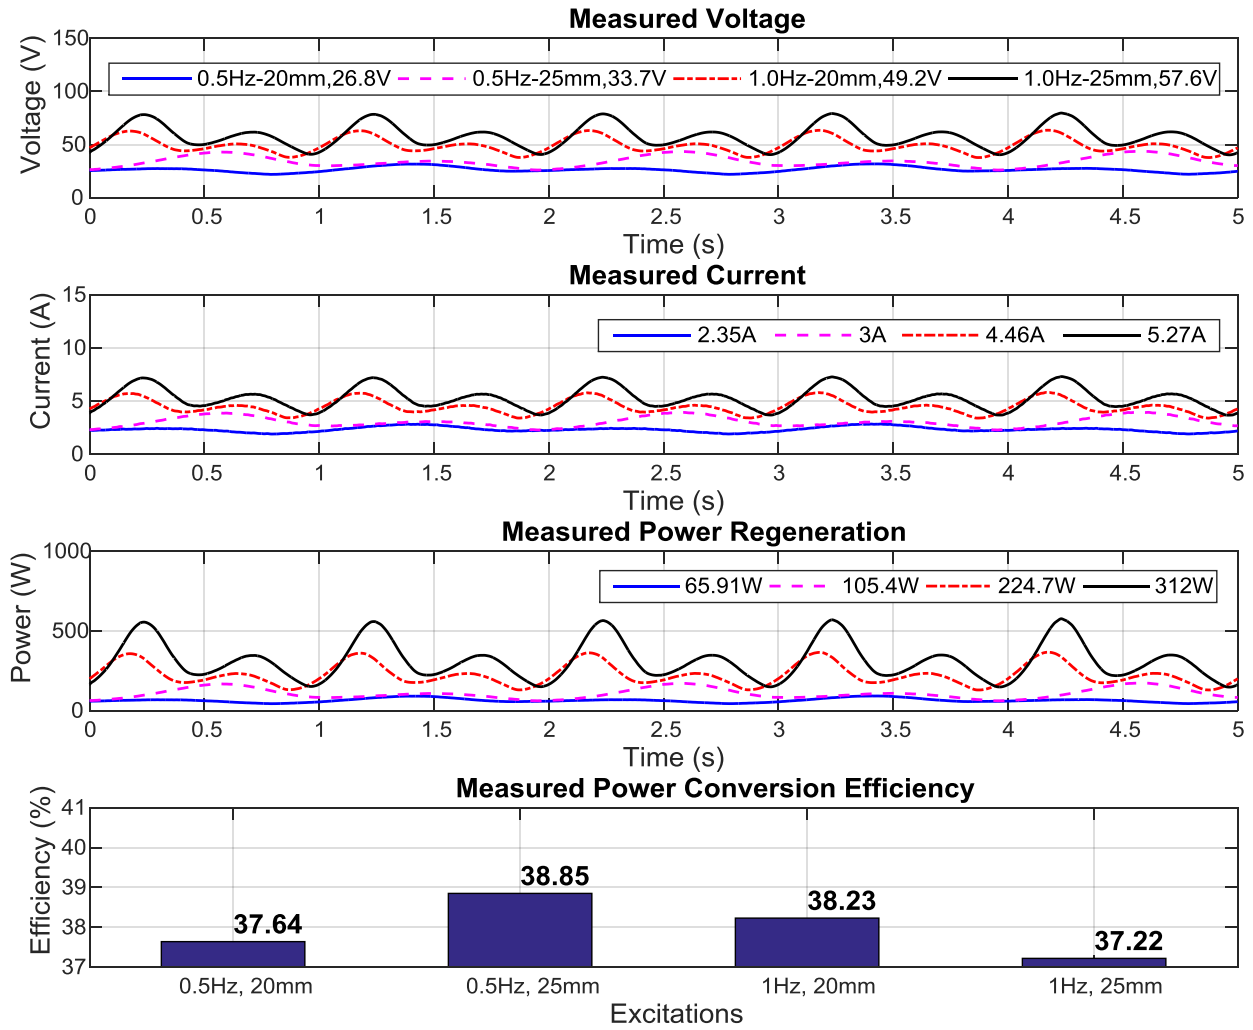 Measured Voltage
Voltage (V)
150
100
50
0
0.5Hz-20mm,26.8V 0.5Hz-25mm,33.7V 1.0Hz-20mm,49.2V 1.0Hz-25mm,57.6V
0 0.5 1 1.5 2 2.5 3 3.5 4 4.5 5
Time (s)
Measured Current
Current (A)
15
10
5
0
2.35A 3A 4.46A 5.27A
0 0.5 1 1.5 2 2.5 3 3.5 4 4.5 5
Time (s)
Measured Power Regeneration
Power (W)
1000
500
0
65.91W 105.4W 224.7W 312W
0 0.5 1 1.5 2 2.5 3 3.5 4 4.5 5
Time (s)
Measured Power Conversion Efficiency
Efficiency (%)
41
40
39
38
37
37.64 38.85 38.23 37.22
0.5Hz, 20mm 0.5Hz, 25mm 1Hz, 20mm 1Hz, 25mm
Excitations